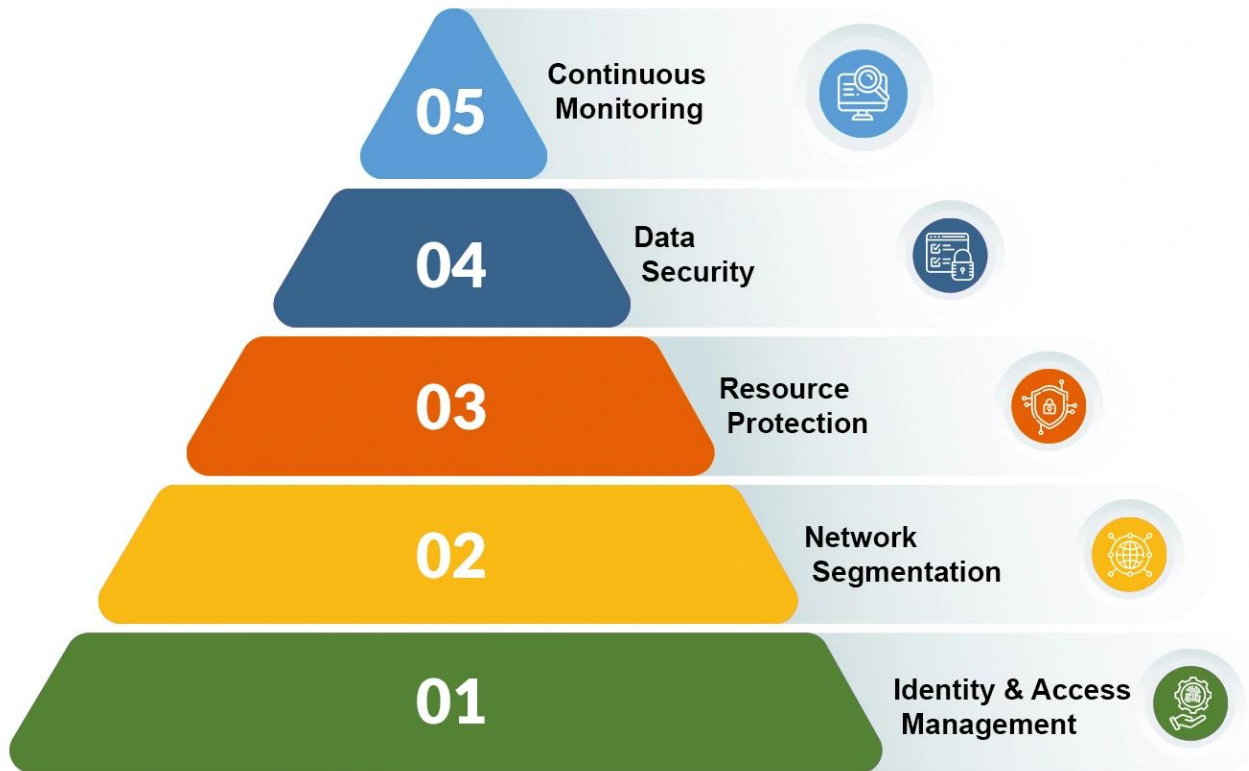 05
Continuous
Monitoring
04
Data
Security
03
Resource
Protection
02
Network
Segmentation
01
Identity & Access
Management